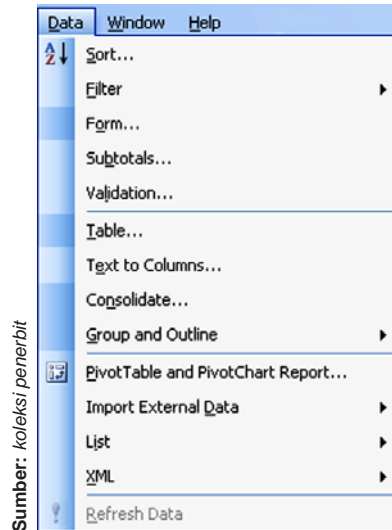 Data Window Help
Sort...
Filter
Form...
Subtotals...
Validation...
Table...
Text to Columns...
Consolidate...
Group and Outline
PivotTable and PivotChart Report...
Import External Data
List
XML
Refresh Data
Sumber: koleksi penerbit